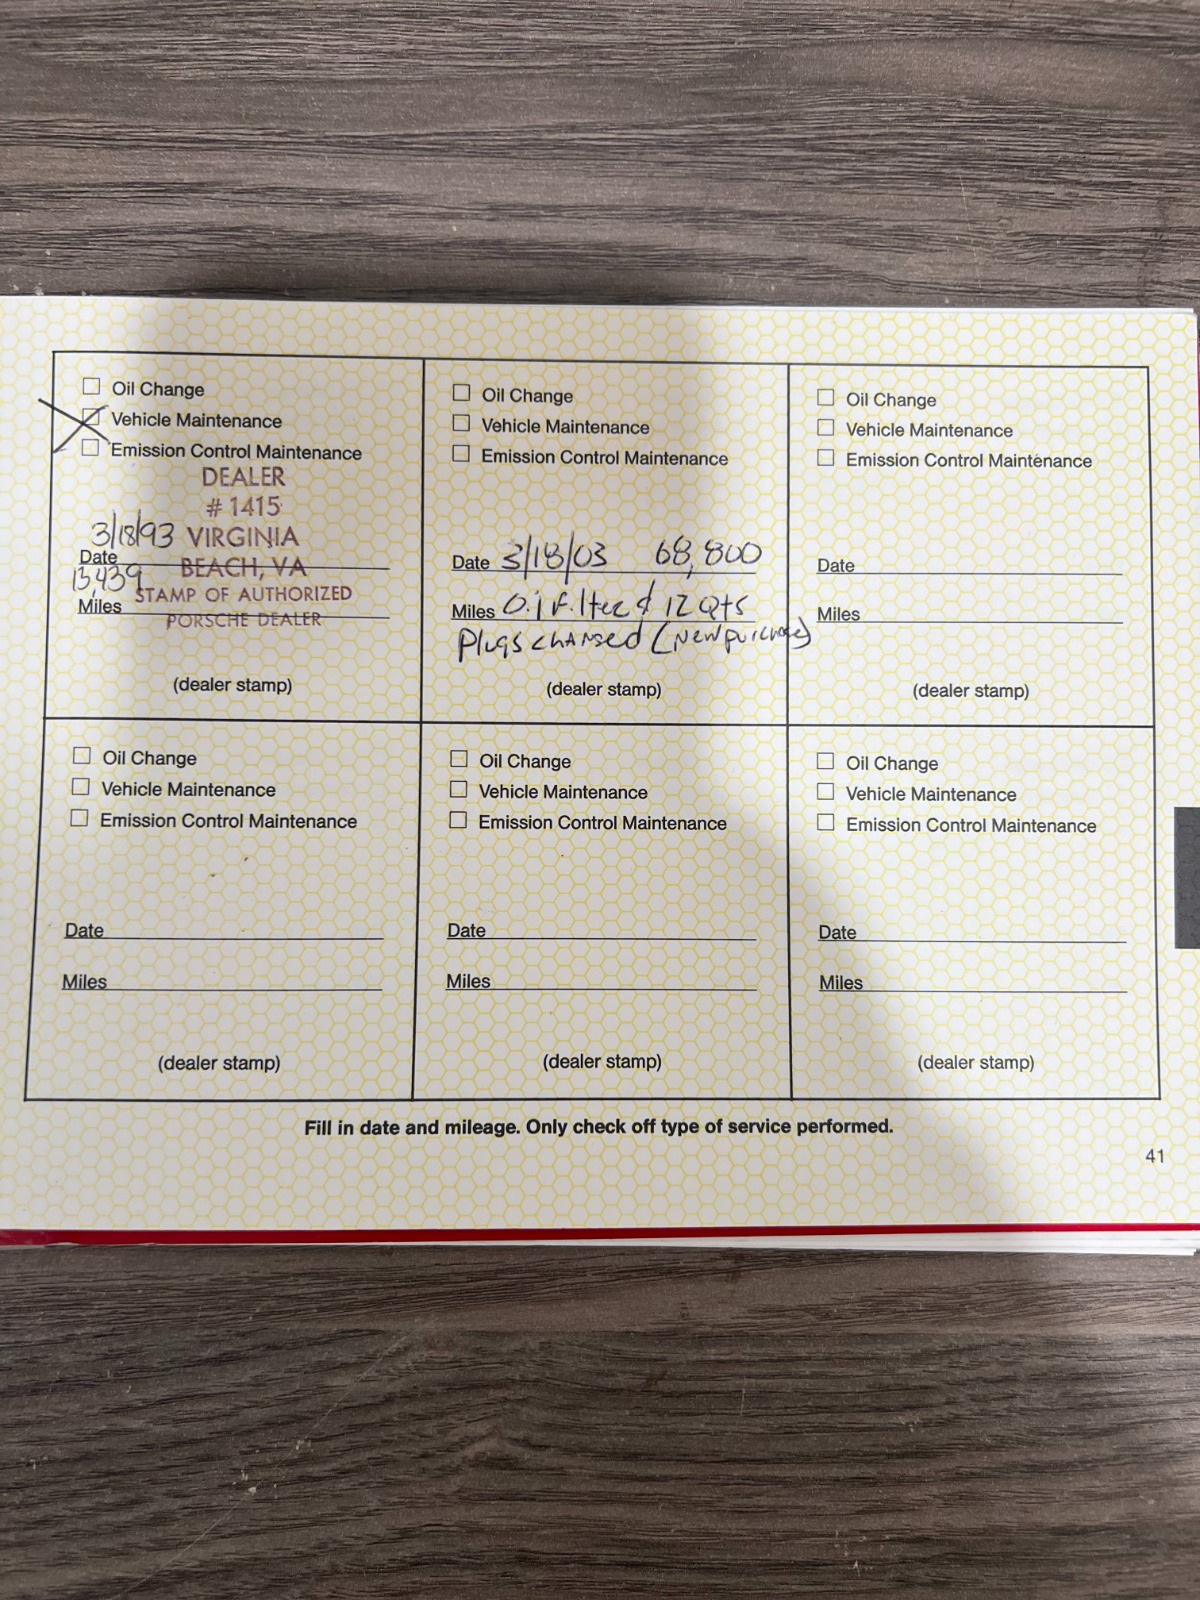 Oil Change
Vehicle Maintenance
Emission Control Maintenance
DEALER
# 1415
3/18/93 VIRGINIA
Date BEACH, VA
13,439 STAMP OF AUTHORIZED
Miles PORSCHE DEALER
(dealer stamp)
Oil Change
Vehicle Maintenance
Emission Control Maintenance
Date 3/18/03 68,800
Miles Oil Filter & 12 Qts
Plugs changed (New purchase)
(dealer stamp)
Oil Change
Vehicle Maintenance
Emission Control Maintenance
Date
Miles
(dealer stamp)
Oil Change
Vehicle Maintenance
Emission Control Maintenance
Date
Miles
(dealer stamp)
Oil Change
Vehicle Maintenance
Emission Control Maintenance
Date
Miles
(dealer stamp)
Oil Change
Vehicle Maintenance
Emission Control Maintenance
Date
Miles
(dealer stamp)
Fill in date and mileage. Only check off type of service performed.
41